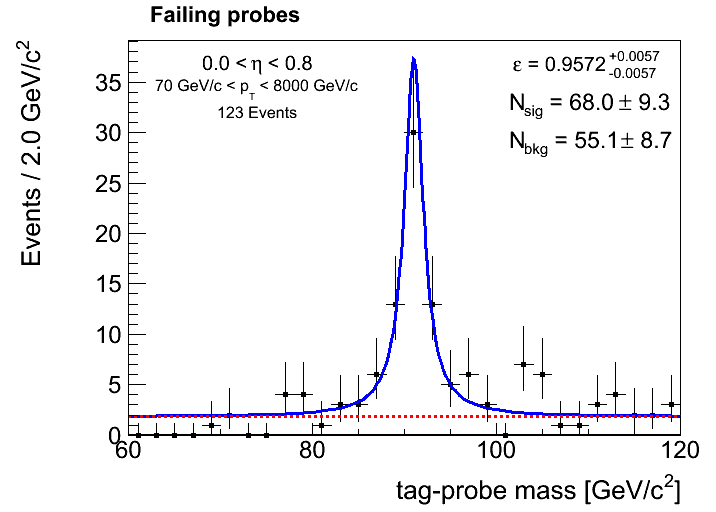 Failing probes
0.0 < η < 0.8
70 GeV/c < p_T < 8000 GeV/c
123 Events
ε = 0.9572 +0.0057 -0.0057
N_sig = 68.0 ± 9.3
N_bkg = 55.1 ± 8.7
Events / 2.0 GeV/c²
35
30
25
20
15
10
5
0
60 80 100 120
tag-probe mass [GeV/c²]